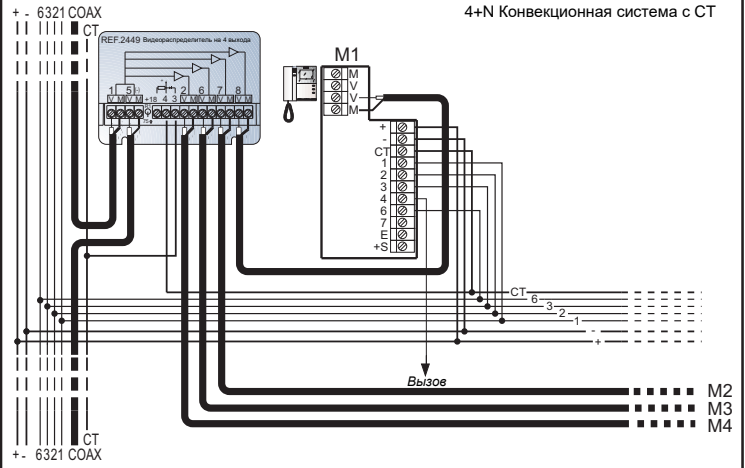 + - 6321 COAX
CT
4+N Конвекционная система с СТ
REF.2449 Видеораспределитель на 4 выхода
1 5 +18 4 3 2 6 7 8
V M V M V M V M V M V M
M1
M
V
V
M
+
-
CT
1
2
3
4
6
7
E
+S
CT
6
3
2
1
-
+
Вызов
M2
M3
M4
CT
+ - 6321 COAX